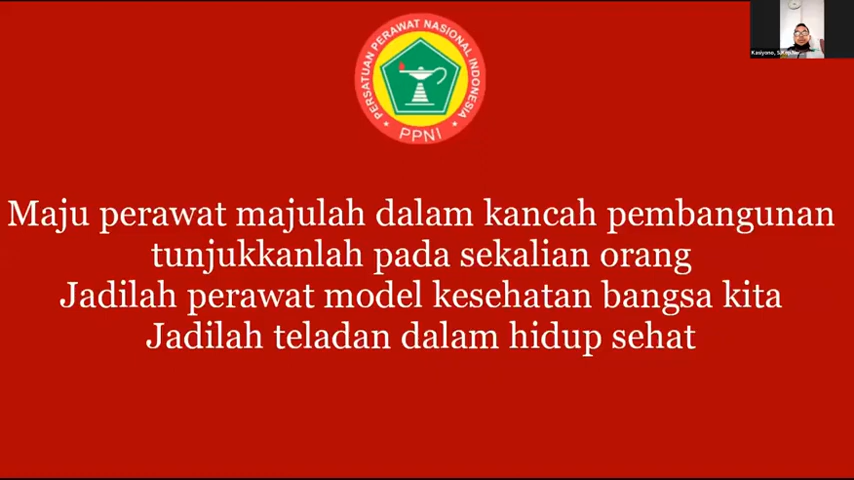 PERSATUAN PERAWAT NASIONAL INDONESIA
PPNI
Maju perawat majulah dalam kancah pembangunan
tunjukkanlah pada sekalian orang
Jadilah perawat model kesehatan bangsa kita
Jadilah teladan dalam hidup sehat
Kasiyono,